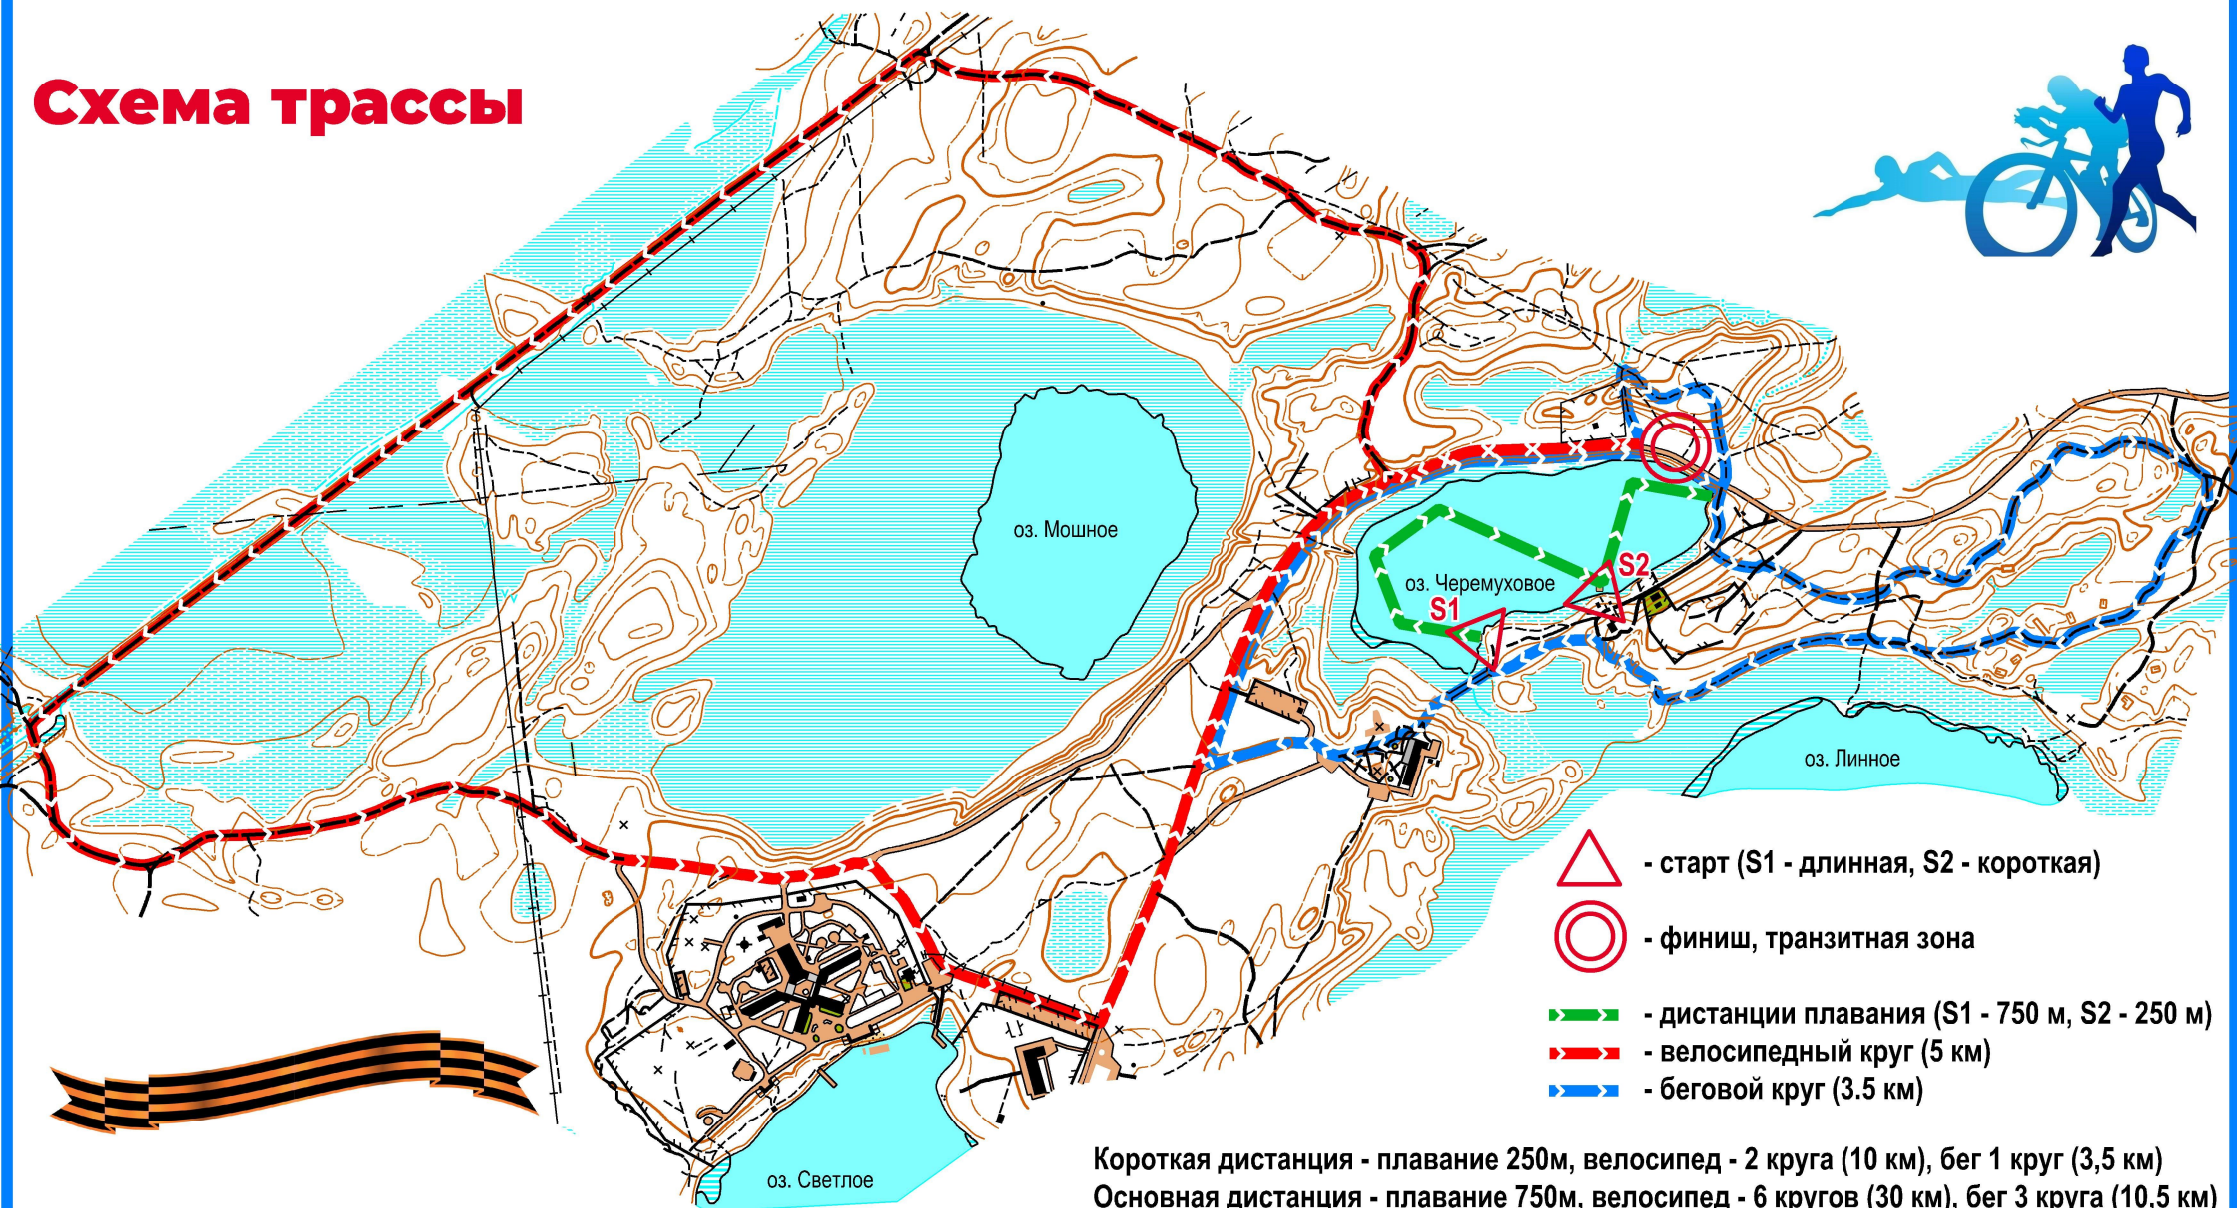 Схема трассы
оз. Мошное
оз. Черемуховое
S1
S2
оз. Линное
оз. Светлое
- старт (S1 - длинная, S2 - короткая)
- финиш, транзитная зона
- дистанции плавания (S1 - 750 м, S2 - 250 м)
- велосипедный круг (5 км)
- беговой круг (3.5 км)
Короткая дистанция - плавание 250м, велосипед - 2 круга (10 км), бег 1 круг (3,5 км)
Основная дистанция - плавание 750м, велосипед - 6 кругов (30 км), бег 3 круга (10,5 км)